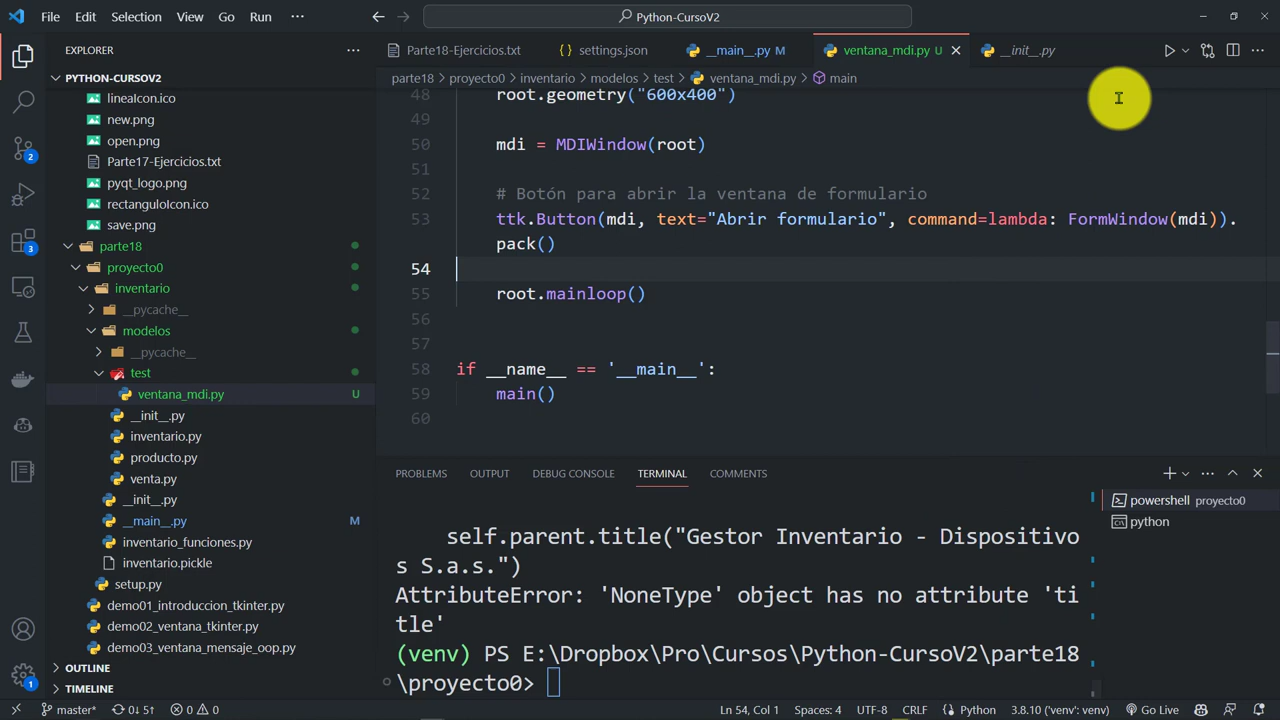 File Edit Selection View Go Run ··· Python-CursoV2
EXPLORER
PYTHON-CURSOV2
lineaIcon.ico
new.png
open.png
Parte17-Ejercicios.txt
pyqt_logo.png
rectanguloIcon.ico
save.png
parte18
proyecto0
inventario
__pycache__
modelos
__pycache__
test
ventana_mdi.py U
__init__.py
inventario.py
producto.py
venta.py
__init__.py
__main__.py M
inventario_funciones.py
inventario.pickle
setup.py
demo01_introduccion_tkinter.py
demo02_ventana_tkinter.py
demo03_ventana_mensaje_oop.py
OUTLINE
TIMELINE
2
3
1
Parte18-Ejercicios.txt settings.json __main__.py M ventana_mdi.py U __init__.py
parte18 > proyecto0 > inventario > modelos > test > ventana_mdi.py > main
48 root.geometry("600x400")
49
50 mdi = MDIWindow(root)
51
52 # Botón para abrir la ventana de formulario
53 ttk.Button(mdi, text="Abrir formulario", command=lambda: FormWindow(mdi)).
pack()
54
55 root.mainloop()
56
57
58 if __name__ == '__main__':
59 main()
60
PROBLEMS OUTPUT DEBUG CONSOLE TERMINAL COMMENTS
self.parent.title("Gestor Inventario - Dispositivo
s S.a.s.")
AttributeError: 'NoneType' object has no attribute 'ti
tle'
(venv) PS E:\Dropbox\Pro\Cursos\Python-CursoV2\parte18
\proyecto0>
powershell proyecto0
python
master* 0↓ 5↑ 0 0 Ln 54, Col 1 Spaces: 4 UTF-8 CRLF Python 3.8.10 ('venv': venv) Go Live